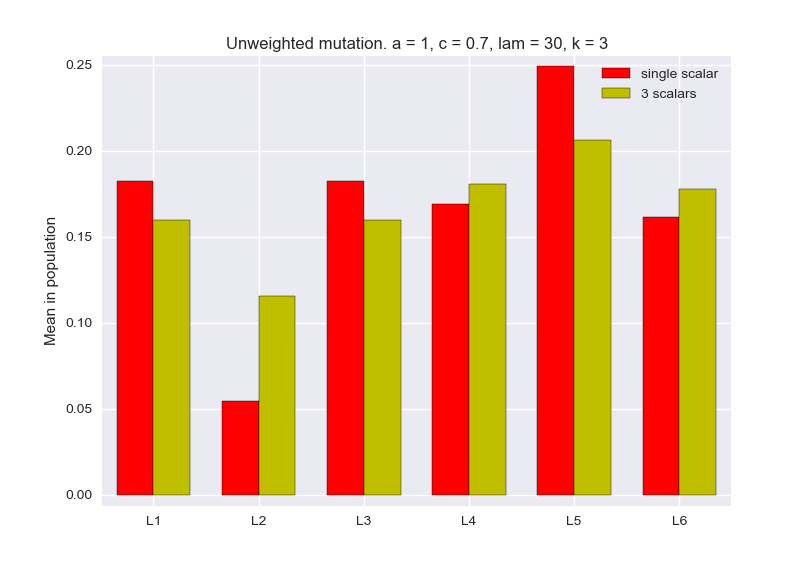 Unweighted mutation. a = 1, c = 0.7, lam = 30, k = 3
single scalar
3 scalars
Mean in population
0.25
0.20
0.15
0.10
0.05
0.00
L1 L2 L3 L4 L5 L6